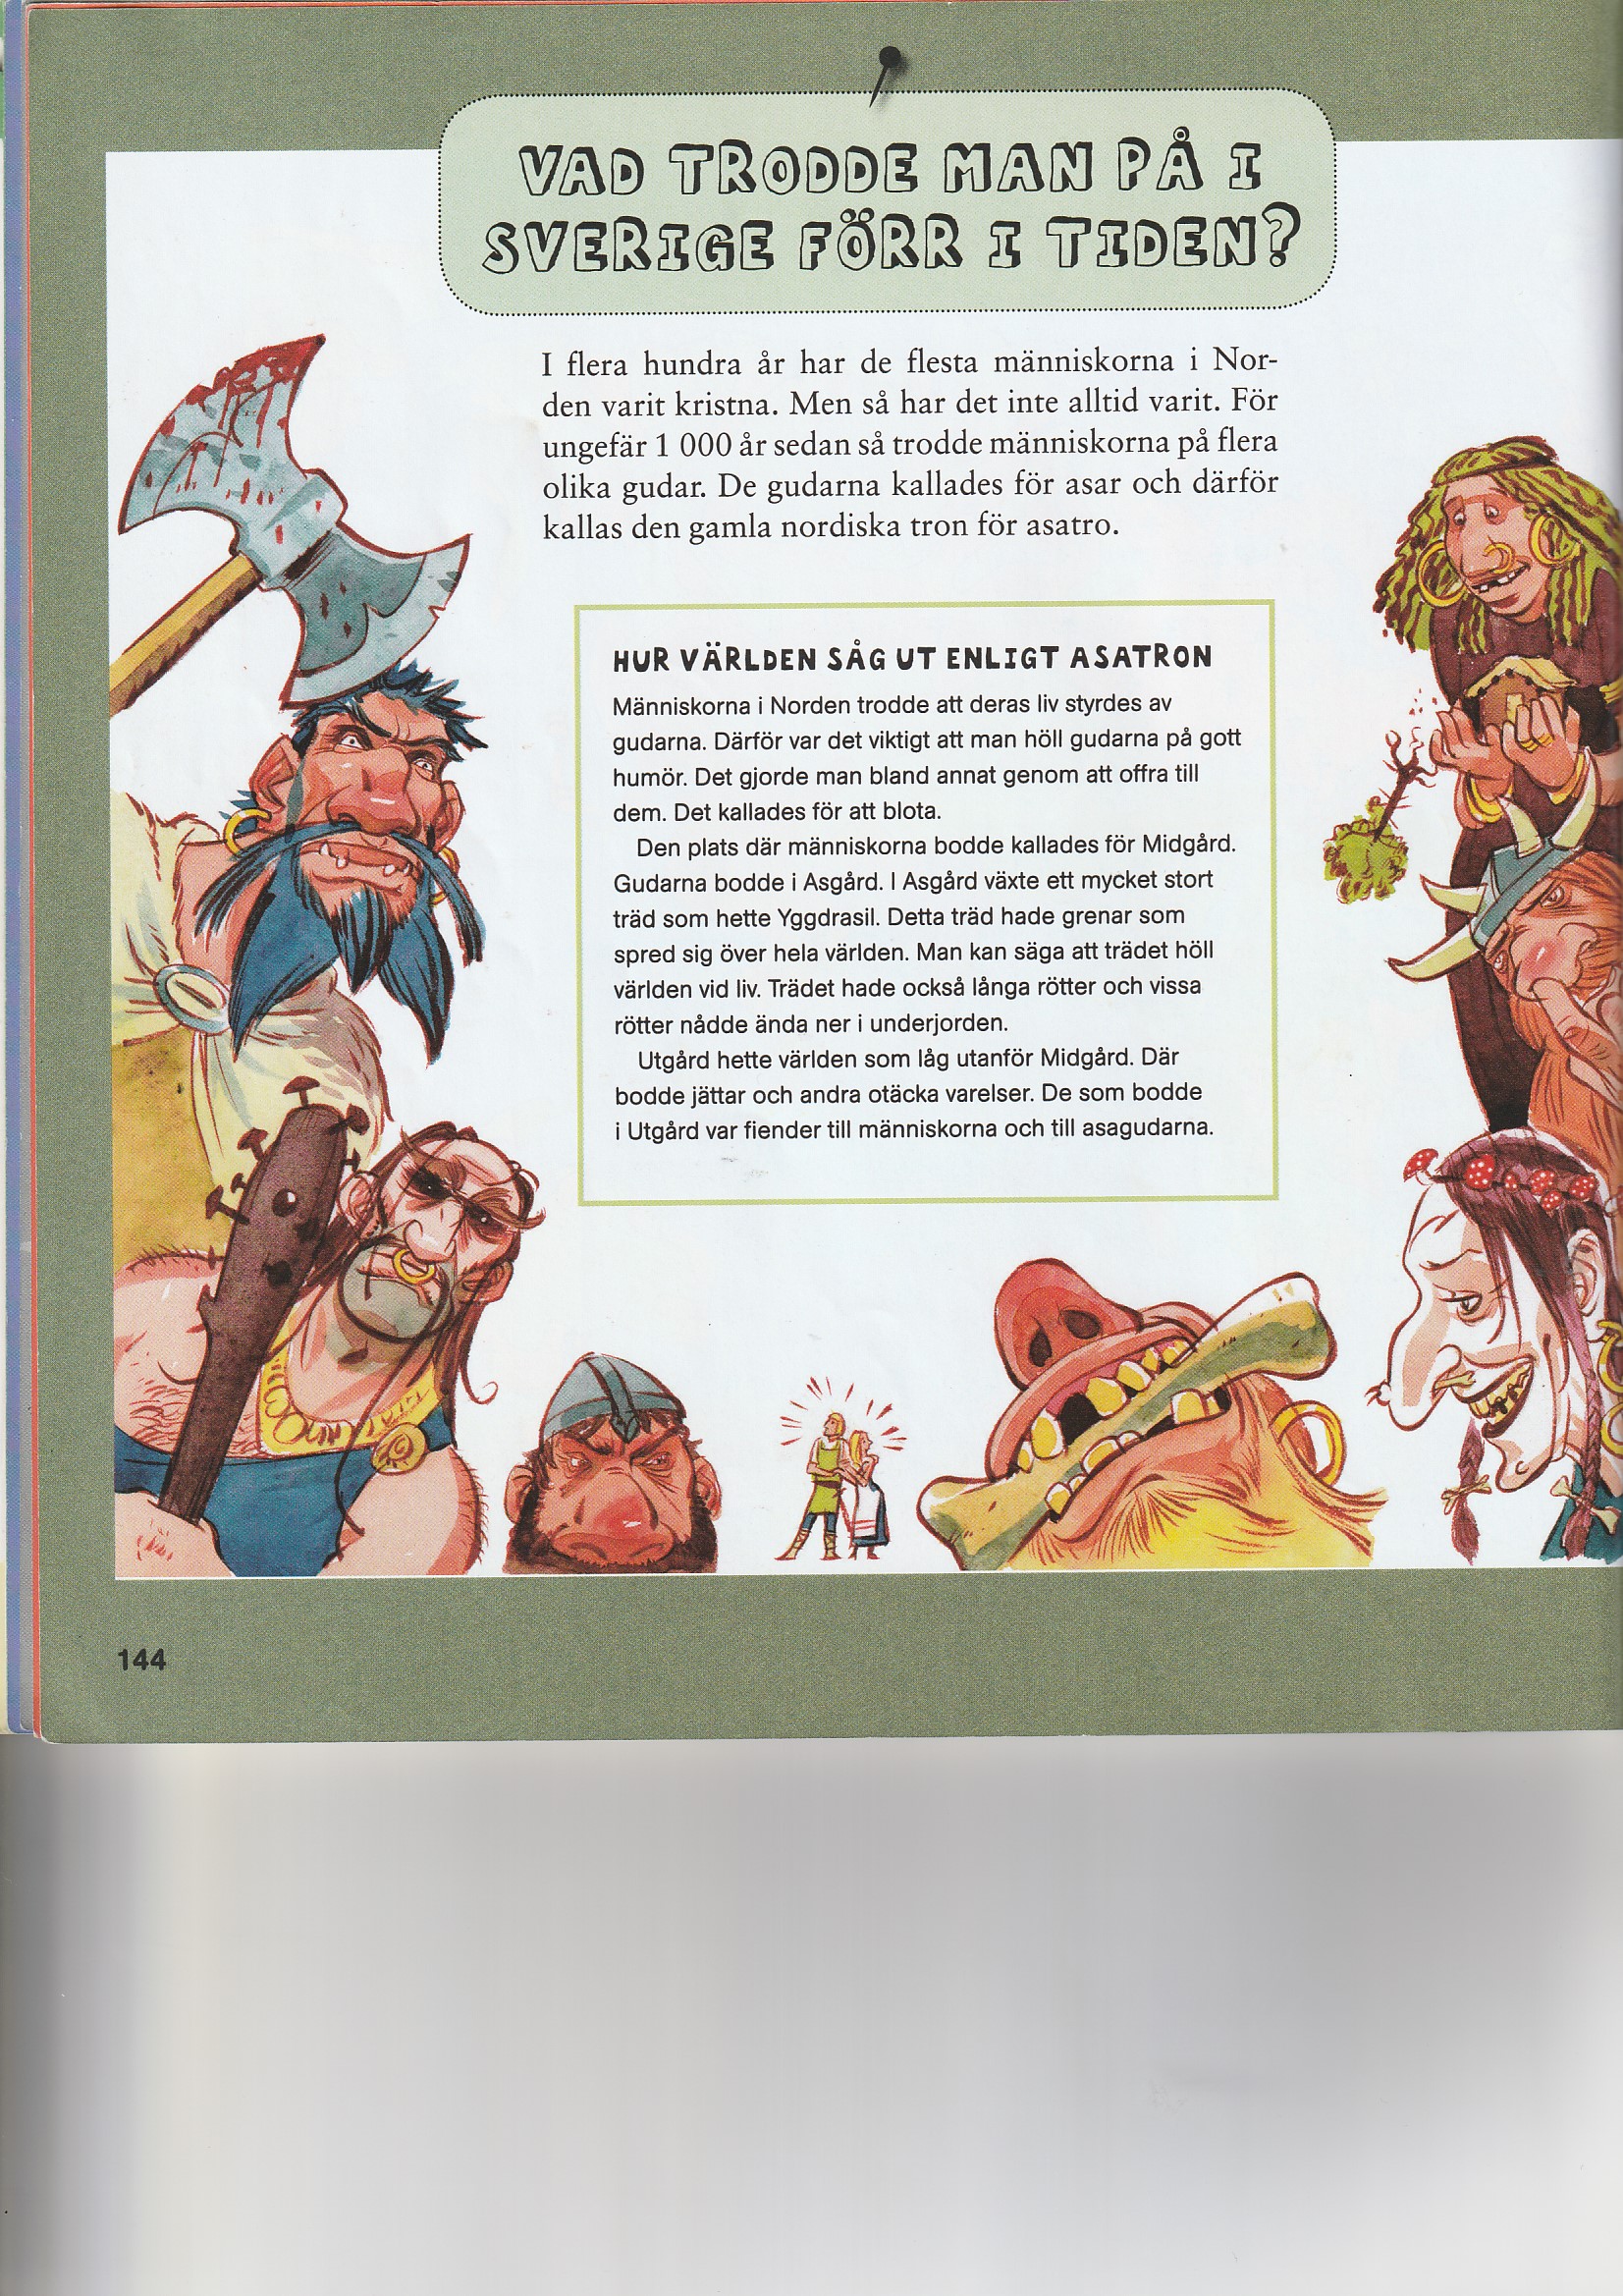 VAD TRODDE MAN PÅ I
SVERIGE FÖRR I TIDEN?
I flera hundra år har de flesta människorna i Nor-
den varit kristna. Men så har det inte alltid varit. För
ungefär 1 000 år sedan så trodde människorna på flera
olika gudar. De gudarna kallades för asar och därför
kallas den gamla nordiska tron för asatro.
HUR VÄRLDEN SÅG UT ENLIGT ASATRON
Människorna i Norden trodde att deras liv styrdes av
gudarna. Därför var det viktigt att man höll gudarna på gott
humör. Det gjorde man bland annat genom att offra till
dem. Det kallades för att blota.
Den plats där människorna bodde kallades för Midgård.
Gudarna bodde i Asgård. I Asgård växte ett mycket stort
träd som hette Yggdrasil. Detta träd hade grenar som
spred sig över hela världen. Man kan säga att trädet höll
världen vid liv. Trädet hade också långa rötter och vissa
rötter nådde ända ner i underjorden.
Utgård hette världen som låg utanför Midgård. Där
bodde jättar och andra otäcka varelser. De som bodde
i Utgård var fiender till människorna och till asagudarna.
144